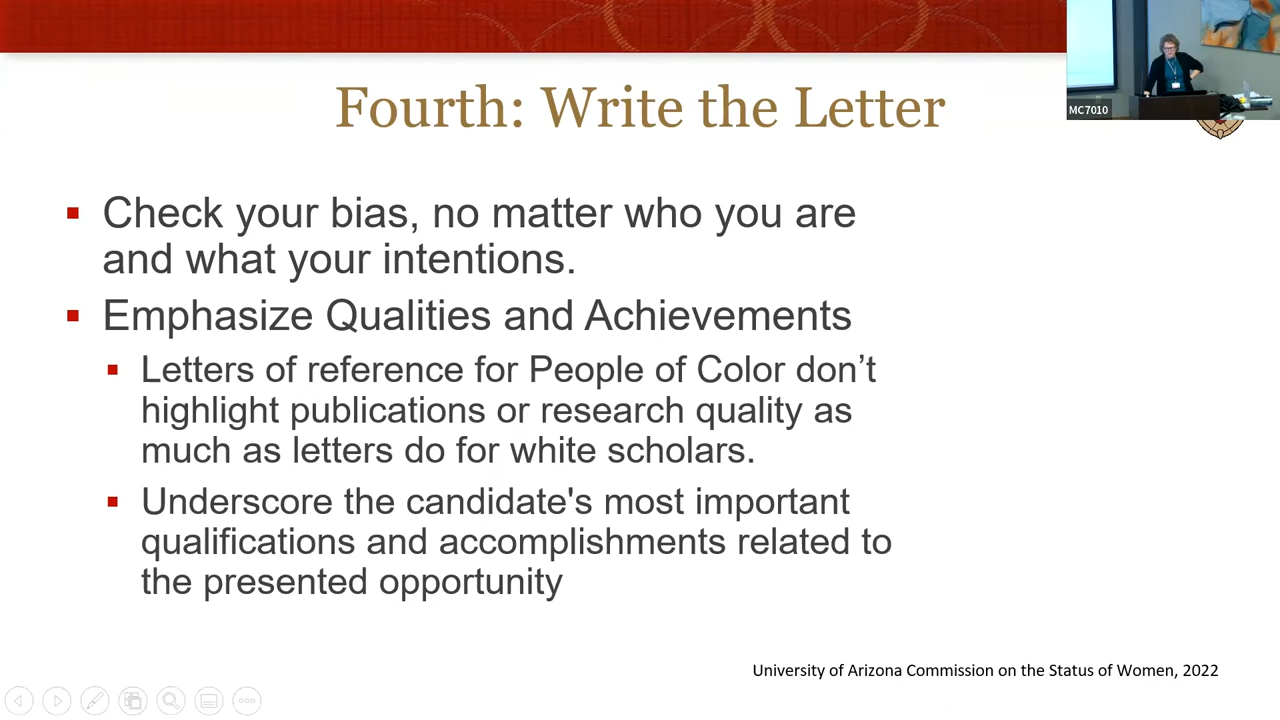 Fourth: Write the Letter
MC7010
Check your bias, no matter who you are
and what your intentions.
Emphasize Qualities and Achievements
Letters of reference for People of Color don’t
highlight publications or research quality as
much as letters do for white scholars.
Underscore the candidate's most important
qualifications and accomplishments related to
the presented opportunity
University of Arizona Commission on the Status of Women, 2022